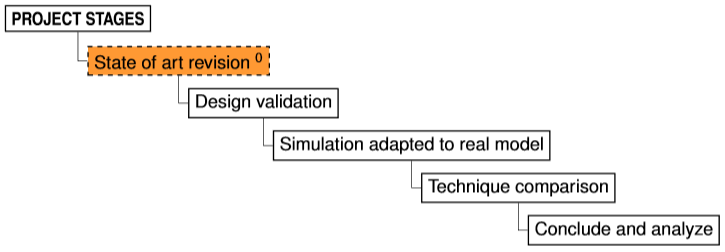 PROJECT STAGES
State of art revision 0
Design validation
Simulation adapted to real model
Technique comparison
Conclude and analyze